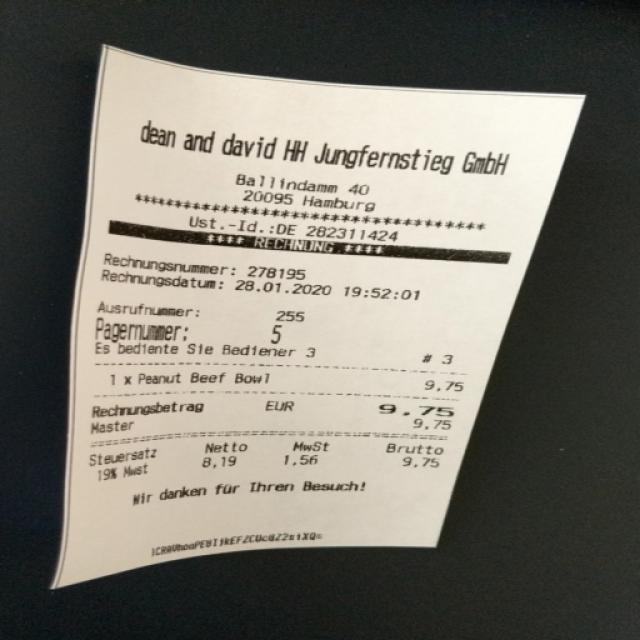 dean and david HH Jungfernstieg GmbH
Ballindamm 40
20095 Hamburg
****************************************
Ust.-Id.:DE 282311424
**** RECHNUNG ****
Rechnungsnummer: 278195
Rechnungsdatum: 28.01.2020 19:52:01
Ausrufnummer: 255
Pagernummer: 5
Es bediente Sie Bediener 3 # 3
1 x Peanut Beef Bowl 9,75
Rechnungsbetrag EUR 9,75
Master 9,75
Steuersatz Netto MwSt Brutto
19% Mwst 8,19 1,56 9,75
Wir danken für Ihren Besuch!